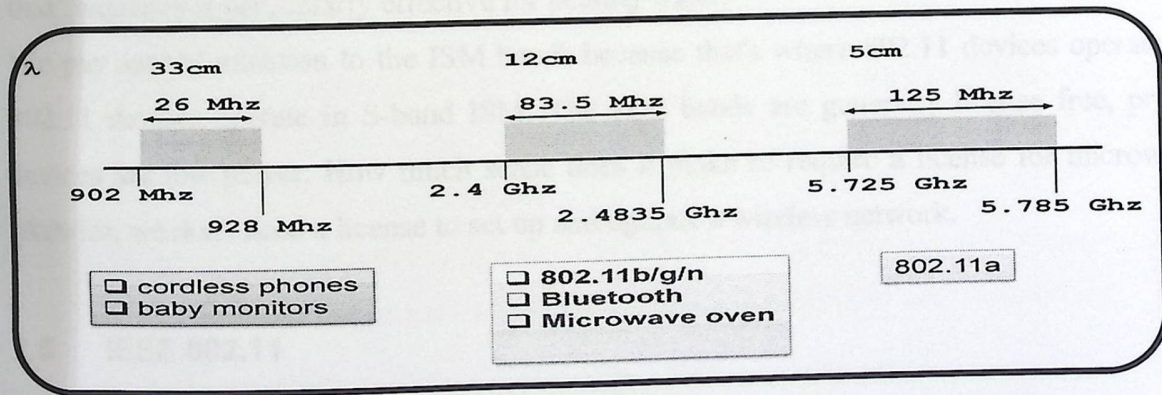 λ 33cm 12cm 5cm
26 Mhz 83.5 Mhz 125 Mhz
902 Mhz 2.4 Ghz 5.725 Ghz
928 Mhz 2.4835 Ghz 5.785 Ghz
❑ cordless phones
❑ baby monitors
❑ 802.11b/g/n
❑ Bluetooth
❑ Microwave oven
802.11a